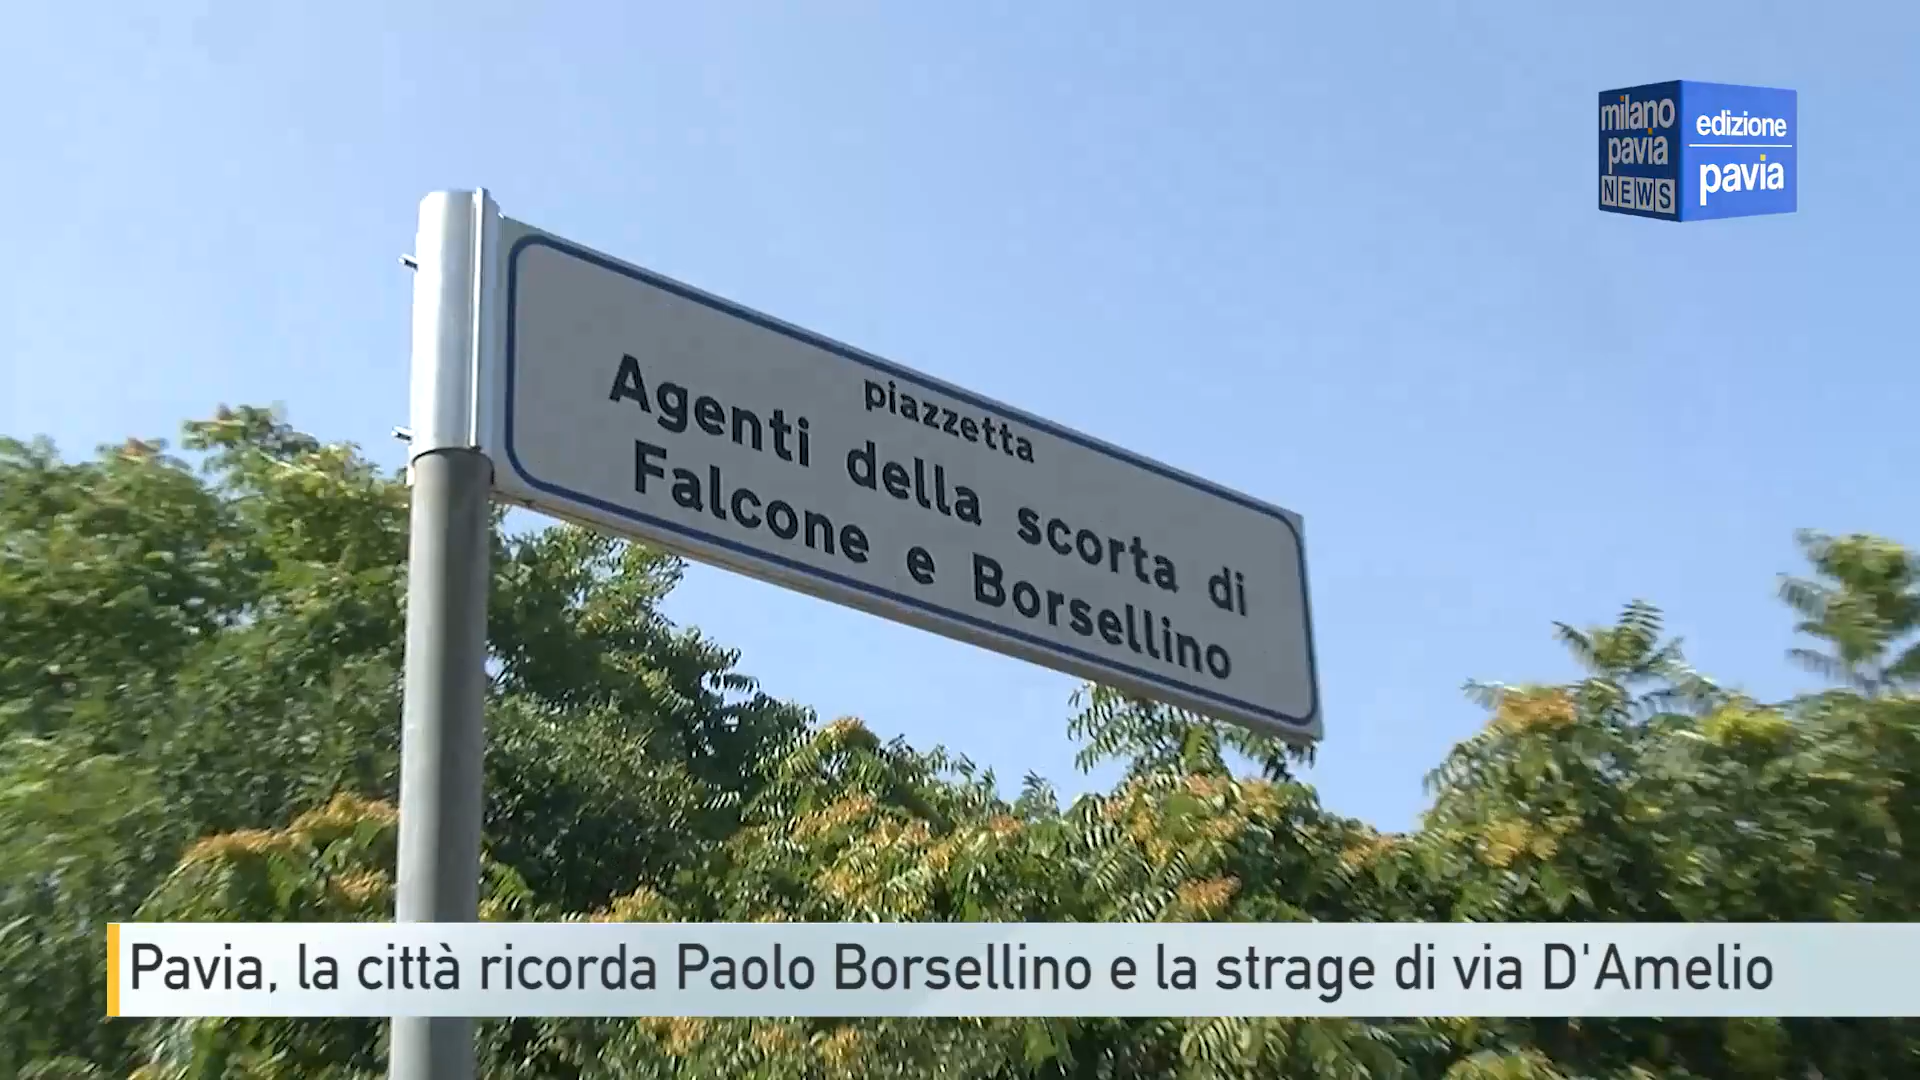 milano
pavia
NEWS
edizione
pavia
piazzetta
Agenti della scorta di
Falcone e Borsellino
Pavia, la città ricorda Paolo Borsellino e la strage di via D'Amelio